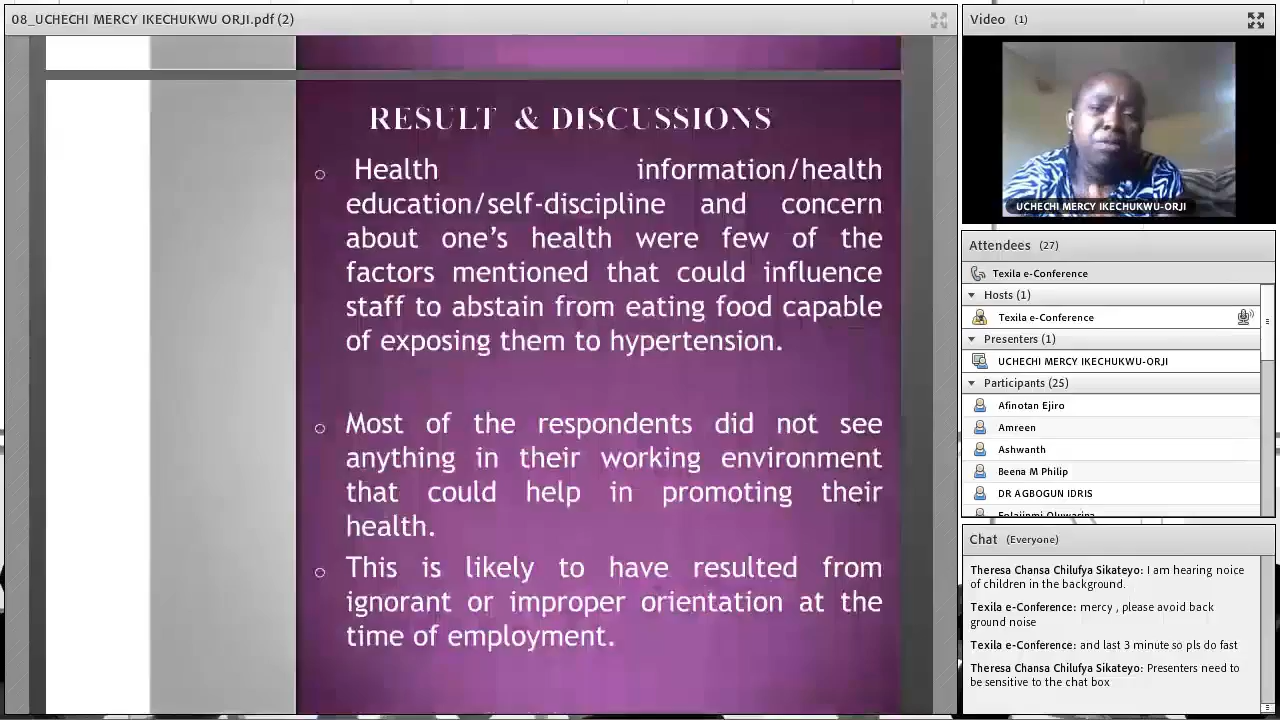 08_UCHECHI MERCY IKECHUKWU ORJI.pdf (2)
RESULT & DISCUSSIONS
Health information/health
education/self-discipline and concern
about one's health were few of the
factors mentioned that could influence
staff to abstain from eating food capable
of exposing them to hypertension.
Most of the respondents did not see
anything in their working environment
that could help in promoting their
health.
This is likely to have resulted from
ignorant or improper orientation at the
time of employment.
Video (1)
UCHECHI MERCY IKECHUKWU-ORJI
Attendees (27)
Texila e-Conference
Hosts (1)
Texila e-Conference
Presenters (1)
UCHECHI MERCY IKECHUKWU-ORJI
Participants (25)
Afinotan Ejiro
Amreen
Ashwanth
Beena M Philip
DR AGBOGUN IDRIS
Chat (Everyone)
Theresa Chansa Chilufya Sikateyo: I am hearing noice
of children in the background.
Texila e-Conference: mercy , please avoid back
ground noise
Texila e-Conference: and last 3 minute so pls do fast
Theresa Chansa Chilufya Sikateyo: Presenters need to
be sensitive to the chat box